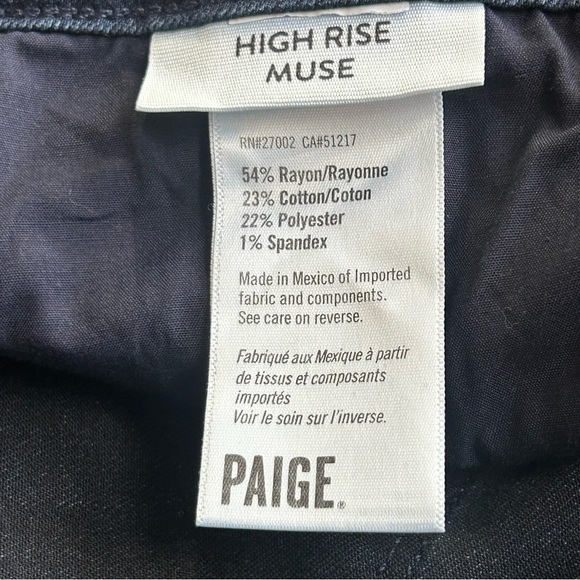 HIGH RISE
MUSE
RN#27002 CA#51217
54% Rayon/Rayonne
23% Cotton/Coton
22% Polyester
1% Spandex
Made in Mexico of Imported
fabric and components.
See care on reverse.
Fabriqué aux Mexique à partir
de tissus et composants
importés
Voir le soin sur l'inverse.
PAIGE®